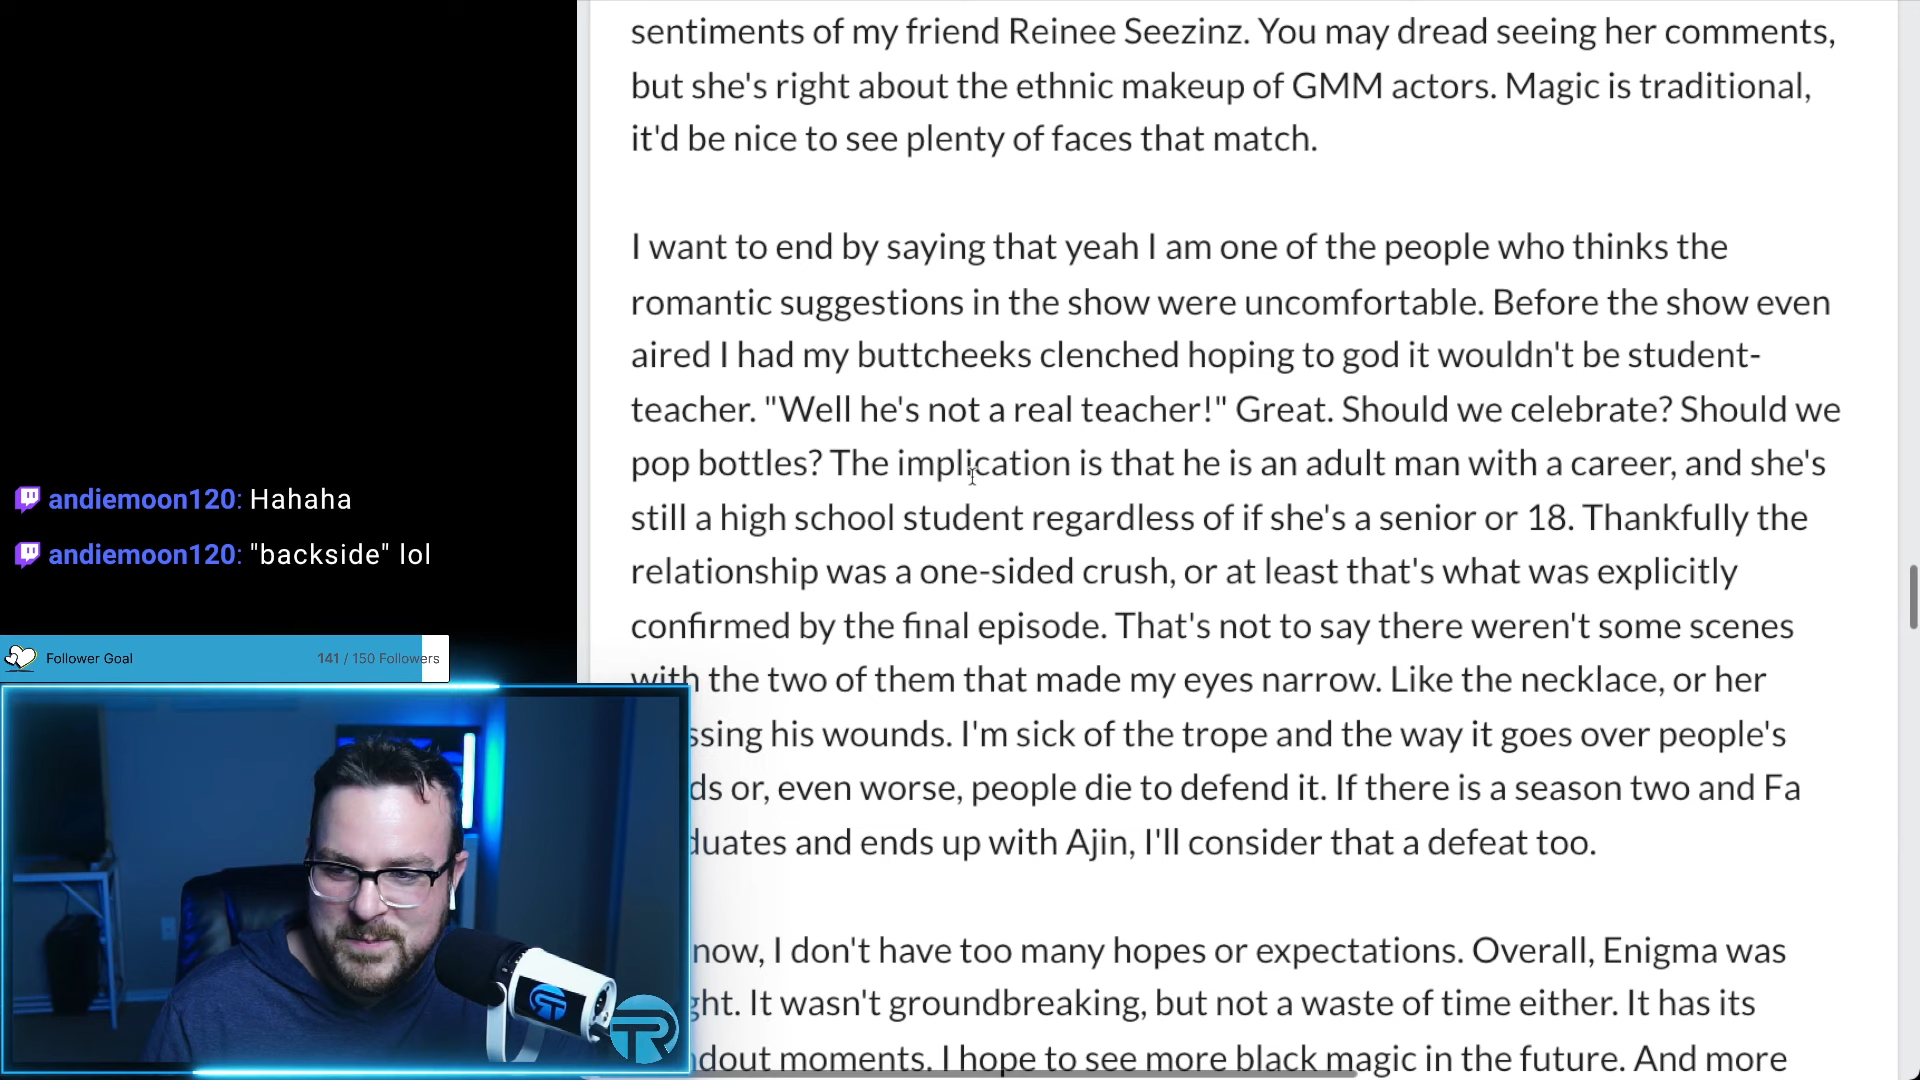 sentiments of my friend Reinee Seezinz. You may dread seeing her comments,
but she's right about the ethnic makeup of GMM actors. Magic is traditional,
it'd be nice to see plenty of faces that match.
I want to end by saying that yeah I am one of the people who thinks the
romantic suggestions in the show were uncomfortable. Before the show even
aired I had my buttcheeks clenched hoping to god it wouldn't be student-
teacher. "Well he's not a real teacher!" Great. Should we celebrate? Should we
pop bottles? The implication is that he is an adult man with a career, and she's
still a high school student regardless of if she's a senior or 18. Thankfully the
relationship was a one-sided crush, or at least that's what was explicitly
confirmed by the final episode. That's not to say there weren't some scenes
with the two of them that made my eyes narrow. Like the necklace, or her
ssing his wounds. I'm sick of the trope and the way it goes over people's
ds or, even worse, people die to defend it. If there is a season two and Fa
duates and ends up with Ajin, I'll consider that a defeat too.
now, I don't have too many hopes or expectations. Overall, Enigma was
ght. It wasn't groundbreaking, but not a waste of time either. It has its
ndout moments. I hope to see more black magic in the future. And more
andiemoon120: Hahaha
andiemoon120: "backside" lol
Follower Goal 141 / 150 Followers
TR